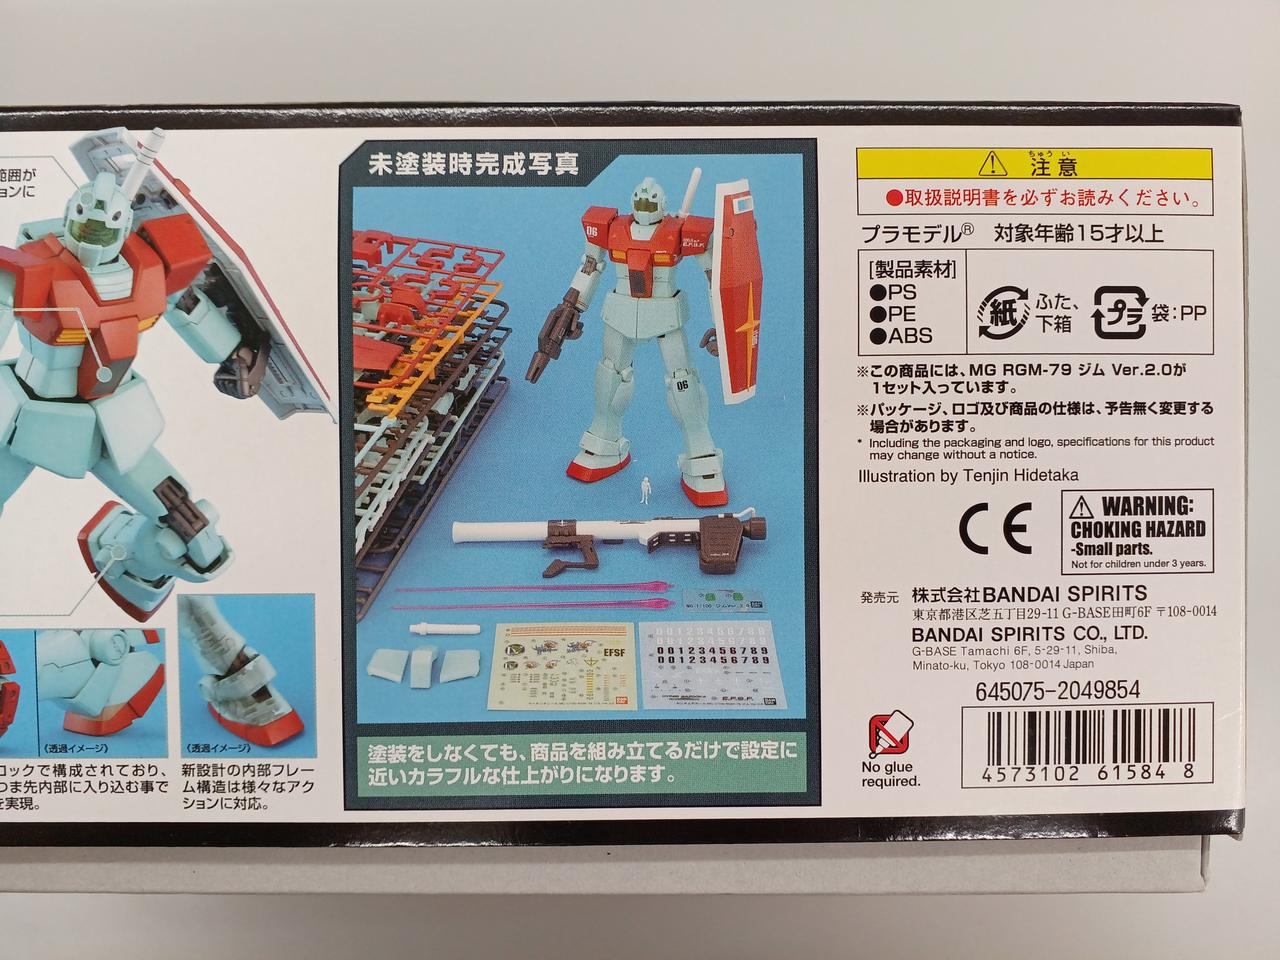 範囲が
ョンに
《透過イメージ》
《透過イメージ》
ロックで構成されており、
つま先内部に入り込む事で
を実現。
新設計の内部フレー
ム構造は様々なアク
ションに対応。
未塗装時完成写真
06
06
EFSF
E.F.S.F.
塗装をしなくても、商品を組み立てるだけで設定に
近いカラフルな仕上がりになります。
ちゅう い
注意
●取扱説明書を必ずお読みください。
プラモデル® 対象年齢15才以上
[製品素材]
●PS
●PE
●ABS
紙 ふた、
下箱
プラ 袋:PP
※この商品には、MG RGM-79 ジム Ver.2.0が
1セット入っています。
※パッケージ、ロゴ及び商品の仕様は、予告無く変更する
場合があります。
* Including the packaging and logo, specifications for this product
may change without a notice.
Illustration by Tenjin Hidetaka
CE
WARNING:
CHOKING HAZARD
-Small parts.
Not for children under 3 years.
発売元 株式会社BANDAI SPIRITS
東京都港区芝五丁目29-11 G-BASE田町6F 〒108-0014
BANDAI SPIRITS CO., LTD.
G-BASE Tamachi 6F, 5-29-11, Shiba,
Minato-ku, Tokyo 108-0014 Japan
645075-2049854
No glue
required.
4573102 61584 8